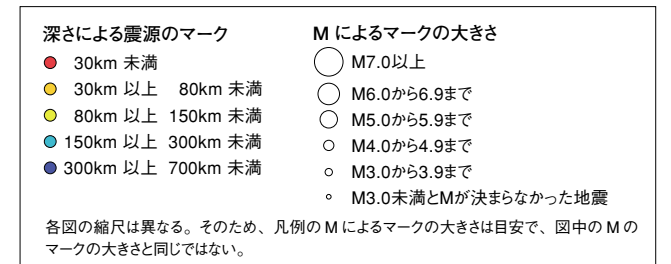 深さによる震源のマーク
30km 未満
30km 以上 80km 未満
80km 以上 150km 未満
150km 以上 300km 未満
300km 以上 700km 未満
M によるマークの大きさ
M7.0以上
M6.0から6.9まで
M5.0から5.9まで
M4.0から4.9まで
M3.0から3.9まで
M3.0未満とMが決まらなかった地震
各図の縮尺は異なる。そのため、凡例の M によるマークの大きさは目安で、図中の M の
マークの大きさと同じではない。